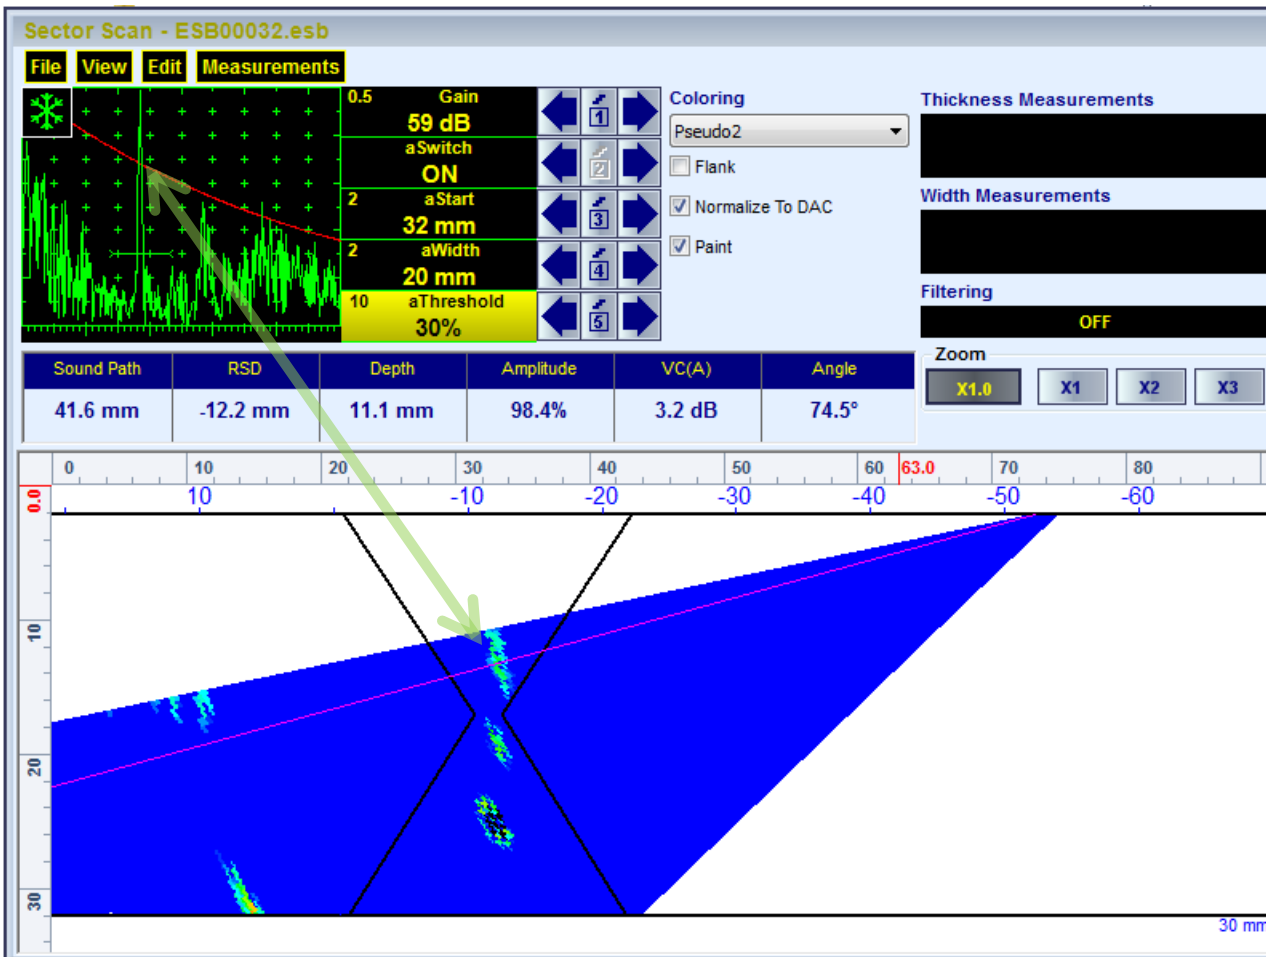 Sector Scan - ESB00032.esb
File View Edit Measurements
0.5 Gain
59 dB
1
aSwitch
ON
2
2 aStart
32 mm
3
2 aWidth
20 mm
4
10 aThreshold
30%
5
Coloring
Pseudo2
Flank
Normalize To DAC
Paint
Thickness Measurements
Width Measurements
Filtering
OFF
Zoom
X1.0 X1 X2 X3
Sound Path RSD Depth Amplitude VC(A) Angle
41.6 mm -12.2 mm 11.1 mm 98.4% 3.2 dB 74.5°
0 10 20 30 40 50 60 63.0 70 80
0.0 10 -10 -20 -30 -40 -50 -60
10
20
30
30 mm